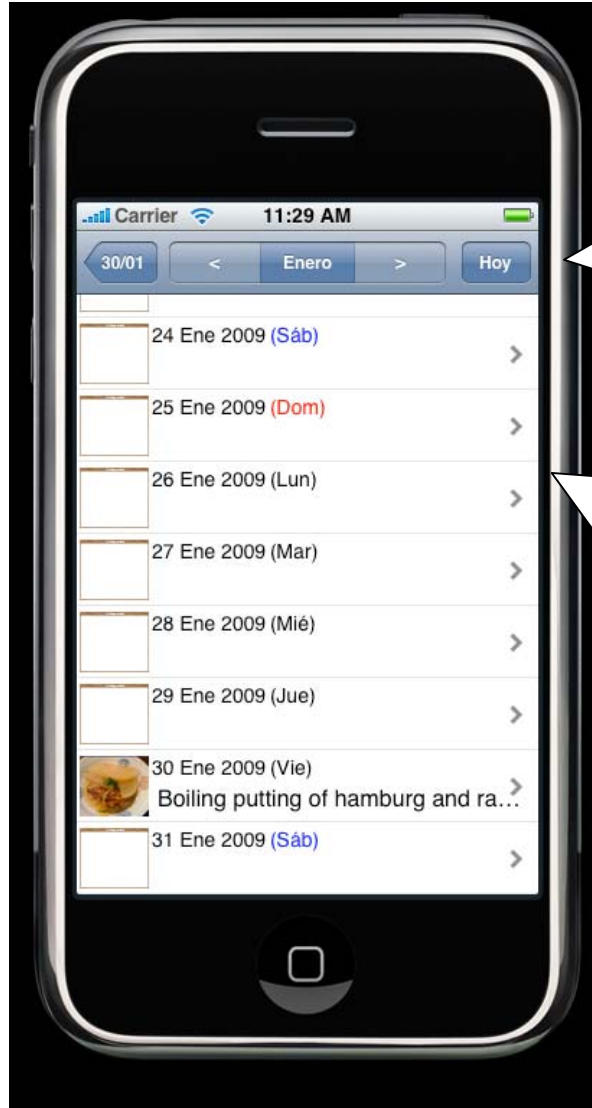 Carrier 11:29 AM
30/01 < Enero > Hoy
24 Ene 2009 (Sáb)
25 Ene 2009 (Dom)
26 Ene 2009 (Lun)
27 Ene 2009 (Mar)
28 Ene 2009 (Mié)
29 Ene 2009 (Jue)
30 Ene 2009 (Vie)
Boiling putting of hamburg and ra...
31 Ene 2009 (Sáb)